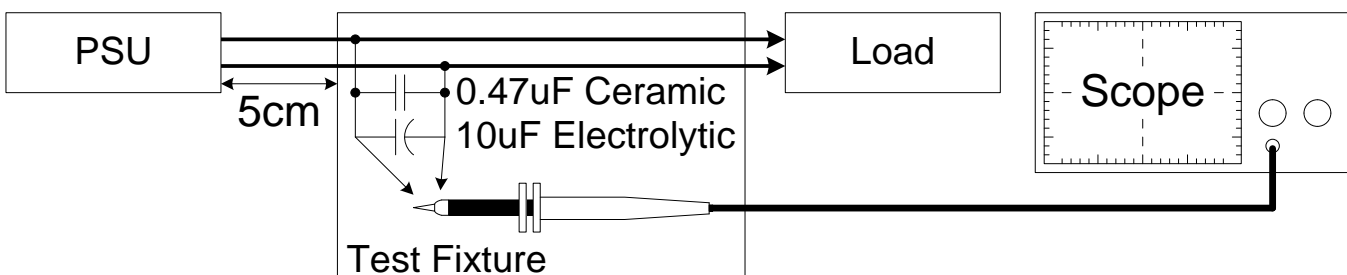 PSU
5cm
0.47uF Ceramic
10uF Electrolytic
Test Fixture
Load
Scope